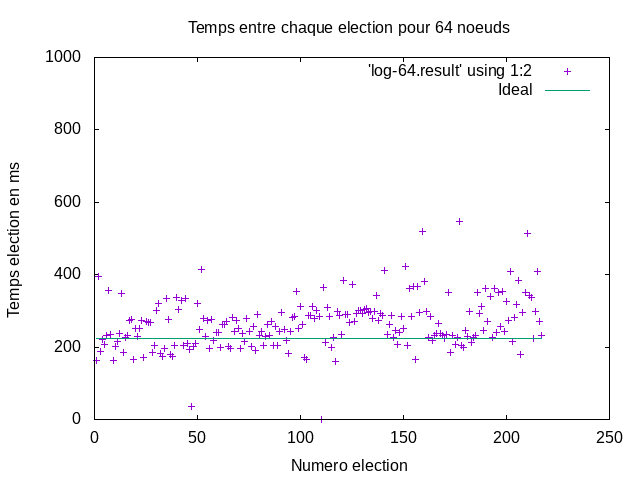 Temps entre chaque election pour 64 noeuds
1000
800
600
400
200
0
Temps election en ms
'log-64.result' using 1:2
Ideal
0 50 100 150 200 250
Numero election